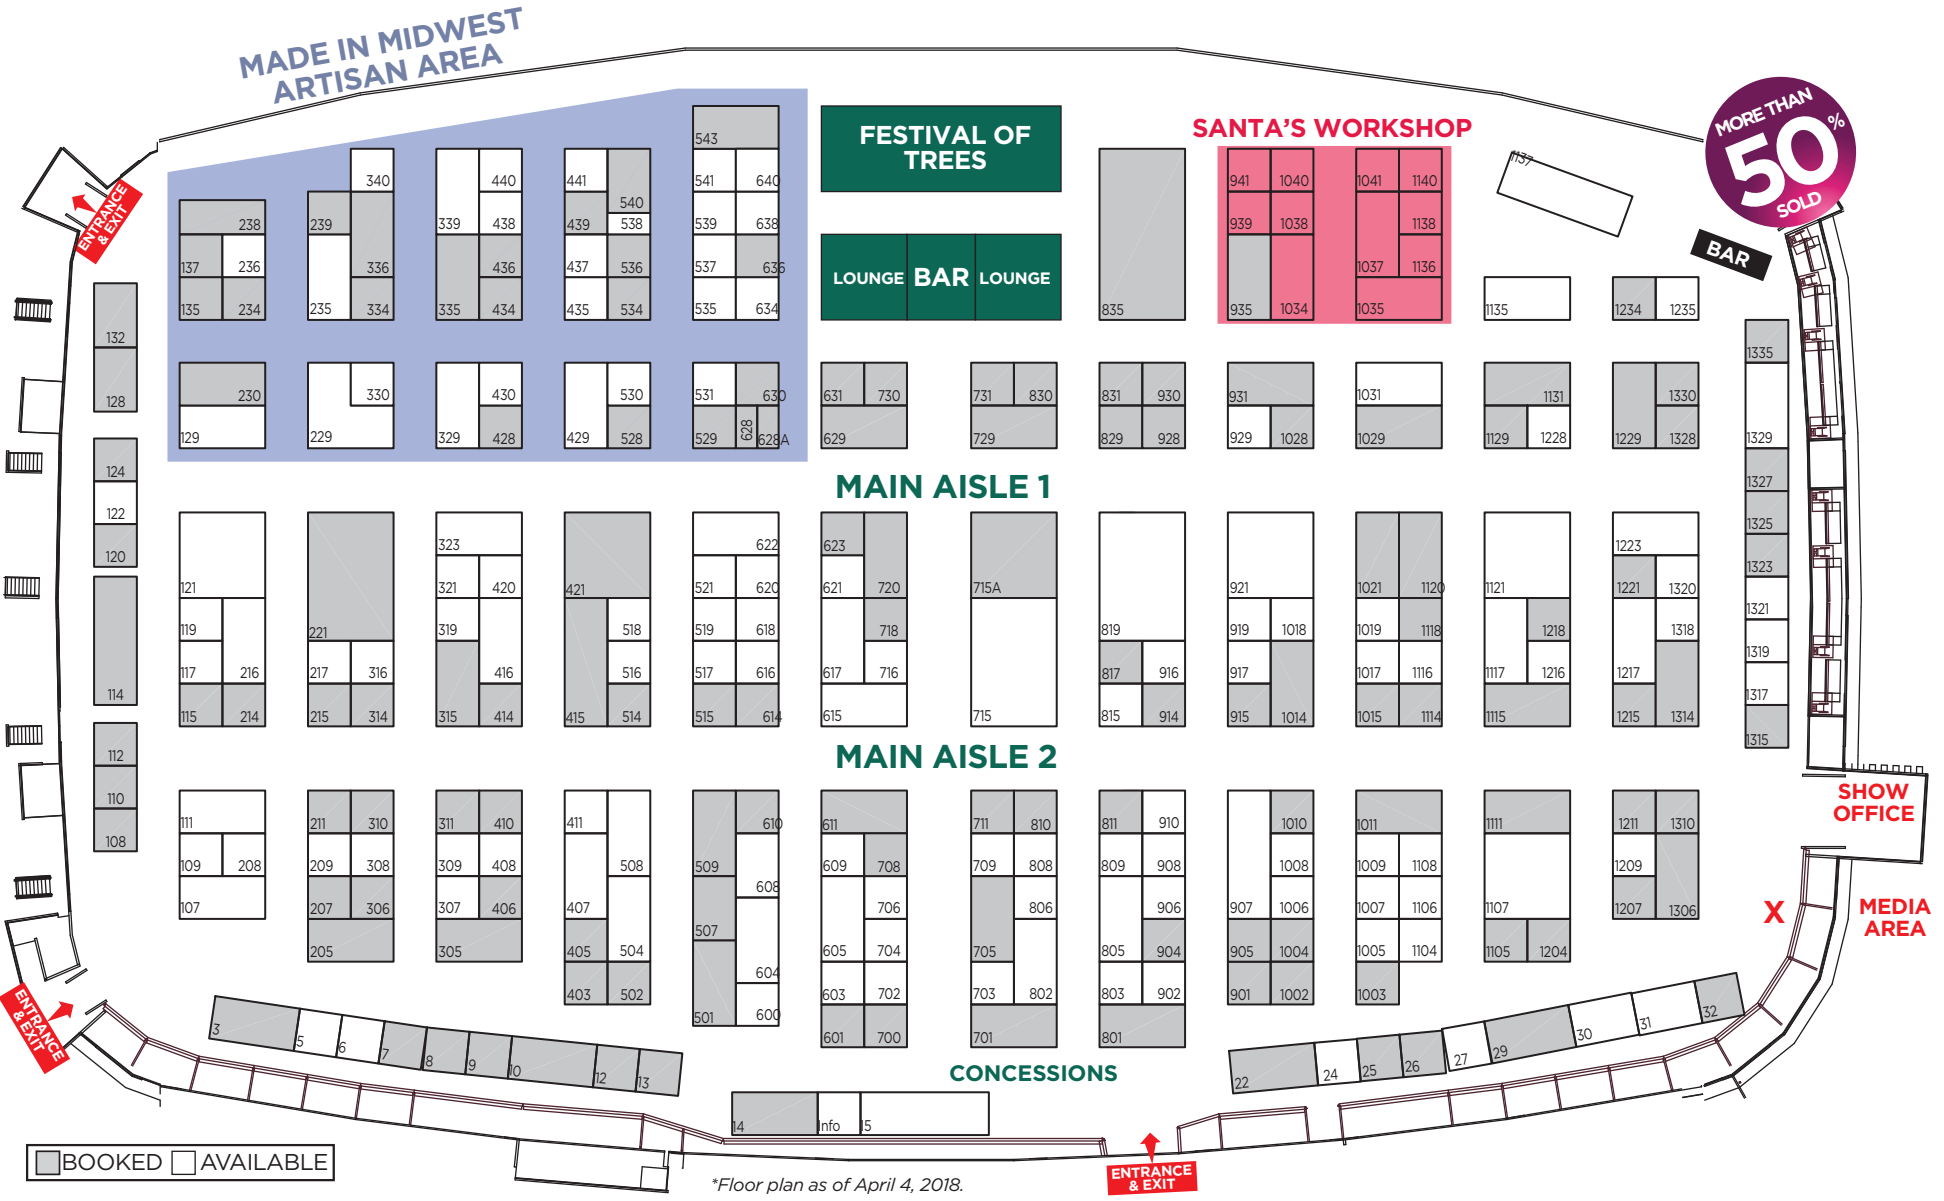 MADE IN MIDWEST
ARTISAN AREA
MORE THAN
50%
SOLD
FESTIVAL OF
TREES
SANTA'S WORKSHOP
LOUNGE BAR LOUNGE
BAR
ENTRANCE
& EXIT
543
340 440 441 541 640 941 1040 1041 1140 1137
238 239 339 438 439 540 538 539 638 939 1038 1138
137 236 336 436 437 536 537 636 1037 1136
135 234 235 334 335 434 435 534 535 634 835 935 1034 1035 1135 1234 1235
132 1335
230 330 430 530 531 630 631 730 731 830 831 930 931 1031 1131 1330
128
129 229 329 428 429 528 529 628 628A 629 729 829 928 929 1028 1029 1129 1228 1229 1328 1329
MAIN AISLE 1
124 1327
122 1325
120 1323
323 622 623 1223
121 321 420 421 521 620 621 720 715A 921 1021 1120 1121 1221 1320
1321
119 221 319 518 519 618 718 819 919 1018 1019 1118 1218 1318
1319
117 216 217 316 416 516 517 616 617 716 817 916 917 1017 1116 1117 1216 1217
114 1317
115 214 215 314 315 414 415 514 515 614 615 715 815 914 915 1014 1015 1114 1115 1215 1314
1315
MAIN AISLE 2
112
110
108
111 211 310 311 410 411 610 611 711 810 811 910 1010 1011 1111 1211 1310
109 208 209 308 309 408 508 509 609 708 709 808 809 908 1008 1009 1108 1209
608
107 207 306 307 406 407 706 806 906 907 1006 1007 1106 1107 1207 1306
507
205 305 405 504 605 704 705 805 904 905 1004 1005 1104 1105 1204
604
403 502 603 702 703 802 803 902 901 1002 1003
501 600
601 700 701 801
SHOW
OFFICE
X
MEDIA
AREA
ENTRANCE
& EXIT
3 5 6 7 8 9 10 12 13
22 24 25 26 27 29 30 31 32
CONCESSIONS
14 Info 15
BOOKED AVAILABLE
*Floor plan as of April 4, 2018.
ENTRANCE
& EXIT